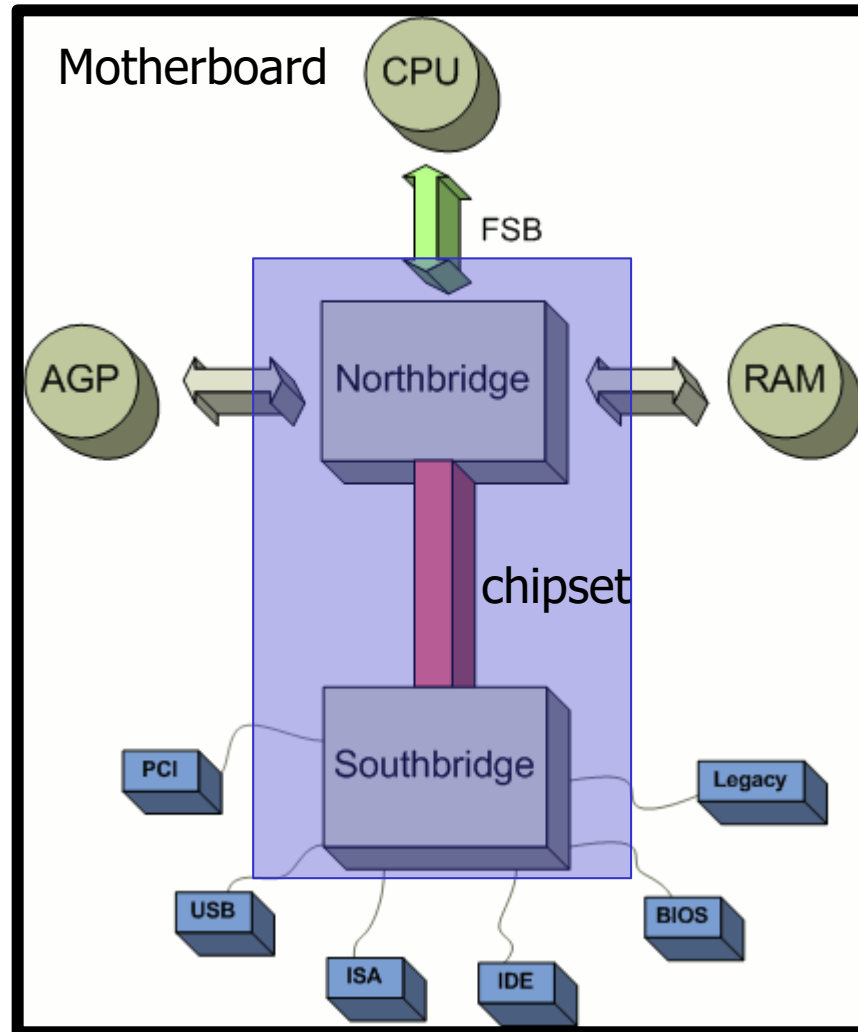 Motherboard
CPU
FSB
AGP
Northbridge
RAM
chipset
Southbridge
PCI
Legacy
USB
BIOS
ISA
IDE